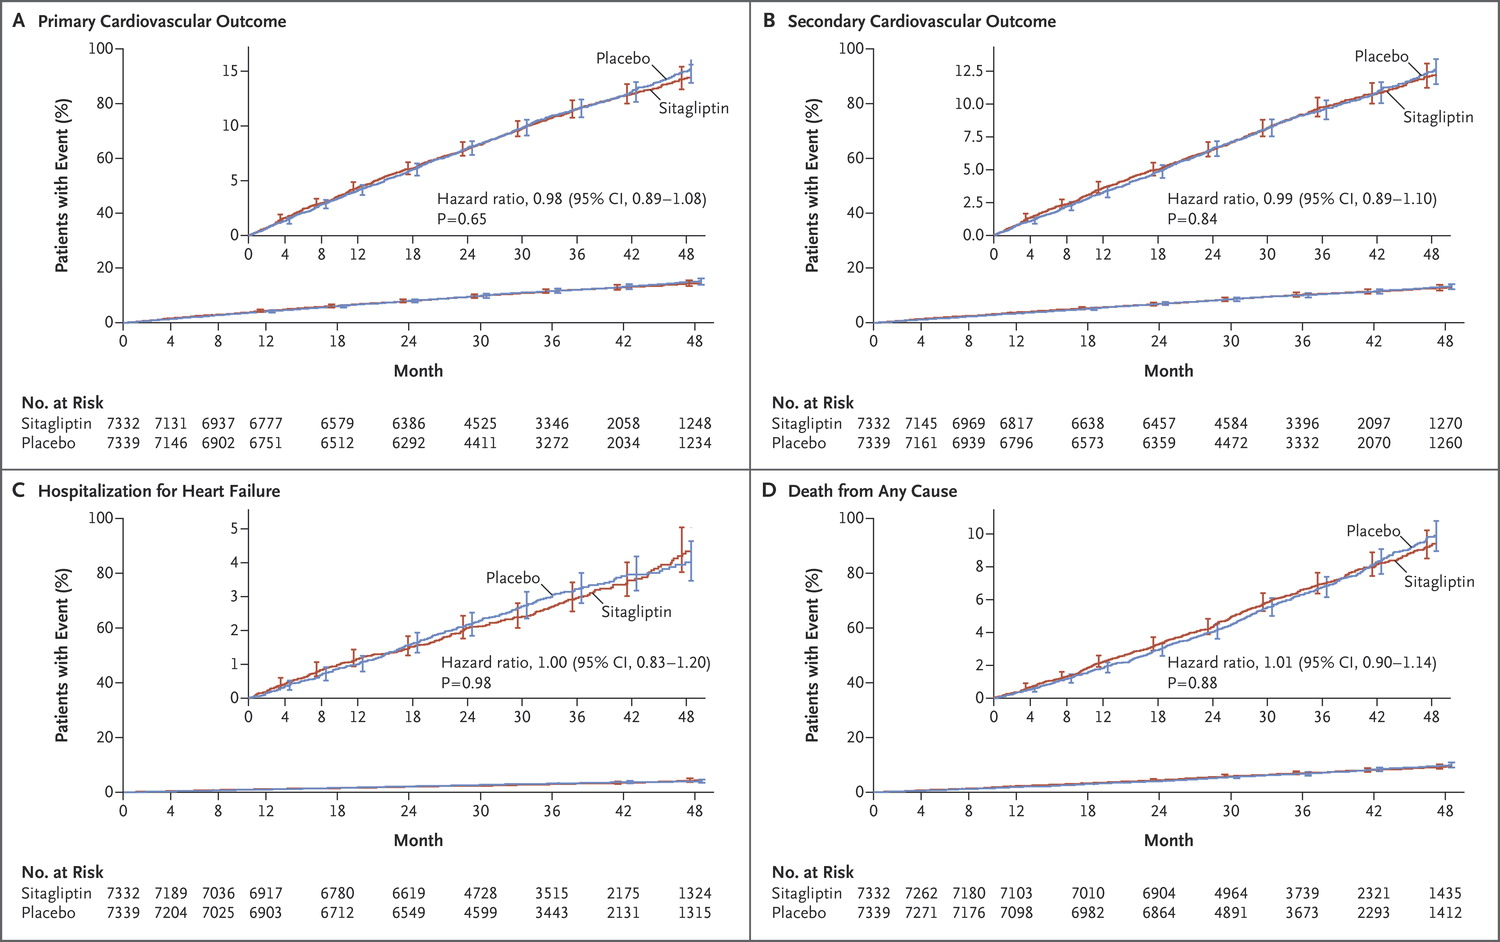 A Primary Cardiovascular Outcome
Patients with Event (%)
100
80
60
40
20
0
15
10
5
0
0 4 8 12 18 24 30 36 42 48
Placebo
Sitagliptin
Hazard ratio, 0.98 (95% CI, 0.89–1.08)
P=0.65
0 4 8 12 18 24 30 36 42 48
Month
No. at Risk
Sitagliptin 7332 7131 6937 6777 6579 6386 4525 3346 2058 1248
Placebo 7339 7146 6902 6751 6512 6292 4411 3272 2034 1234
B Secondary Cardiovascular Outcome
Patients with Event (%)
100
80
60
40
20
0
12.5
10.0
7.5
5.0
2.5
0.0
0 4 8 12 18 24 30 36 42 48
Placebo
Sitagliptin
Hazard ratio, 0.99 (95% CI, 0.89–1.10)
P=0.84
0 4 8 12 18 24 30 36 42 48
Month
No. at Risk
Sitagliptin 7332 7145 6969 6817 6638 6457 4584 3396 2097 1270
Placebo 7339 7161 6939 6796 6573 6359 4472 3332 2070 1260
C Hospitalization for Heart Failure
Patients with Event (%)
100
80
60
40
20
0
5
4
3
2
1
0
0 4 8 12 18 24 30 36 42 48
Placebo
Sitagliptin
Hazard ratio, 1.00 (95% CI, 0.83–1.20)
P=0.98
0 4 8 12 18 24 30 36 42 48
Month
No. at Risk
Sitagliptin 7332 7189 7036 6917 6780 6619 4728 3515 2175 1324
Placebo 7339 7204 7025 6903 6712 6549 4599 3443 2131 1315
D Death from Any Cause
Patients with Event (%)
100
80
60
40
20
0
10
8
6
4
2
0
0 4 8 12 18 24 30 36 42 48
Placebo
Sitagliptin
Hazard ratio, 1.01 (95% CI, 0.90–1.14)
P=0.88
0 4 8 12 18 24 30 36 42 48
Month
No. at Risk
Sitagliptin 7332 7262 7180 7103 7010 6904 4964 3739 2321 1435
Placebo 7339 7271 7176 7098 6982 6864 4891 3673 2293 1412